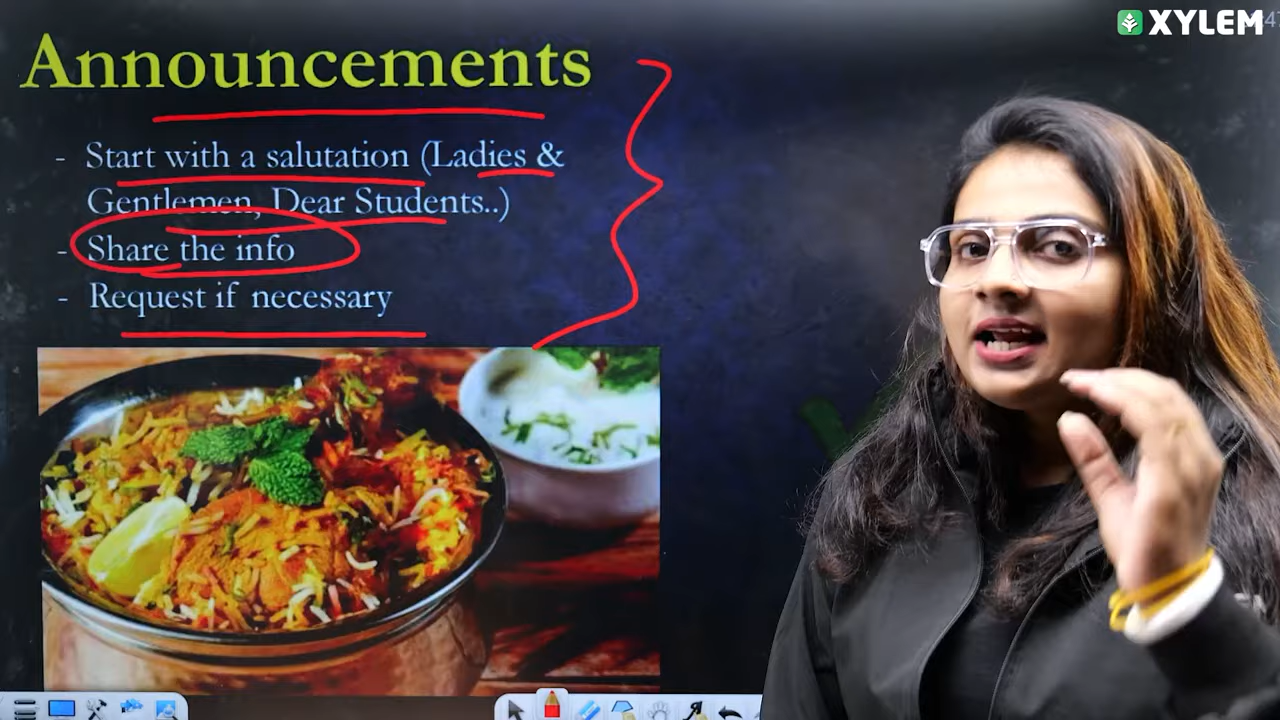 XYLEM
Announcements
- Start with a salutation (Ladies &
Gentlemen, Dear Students..)
- Share the info
- Request if necessary